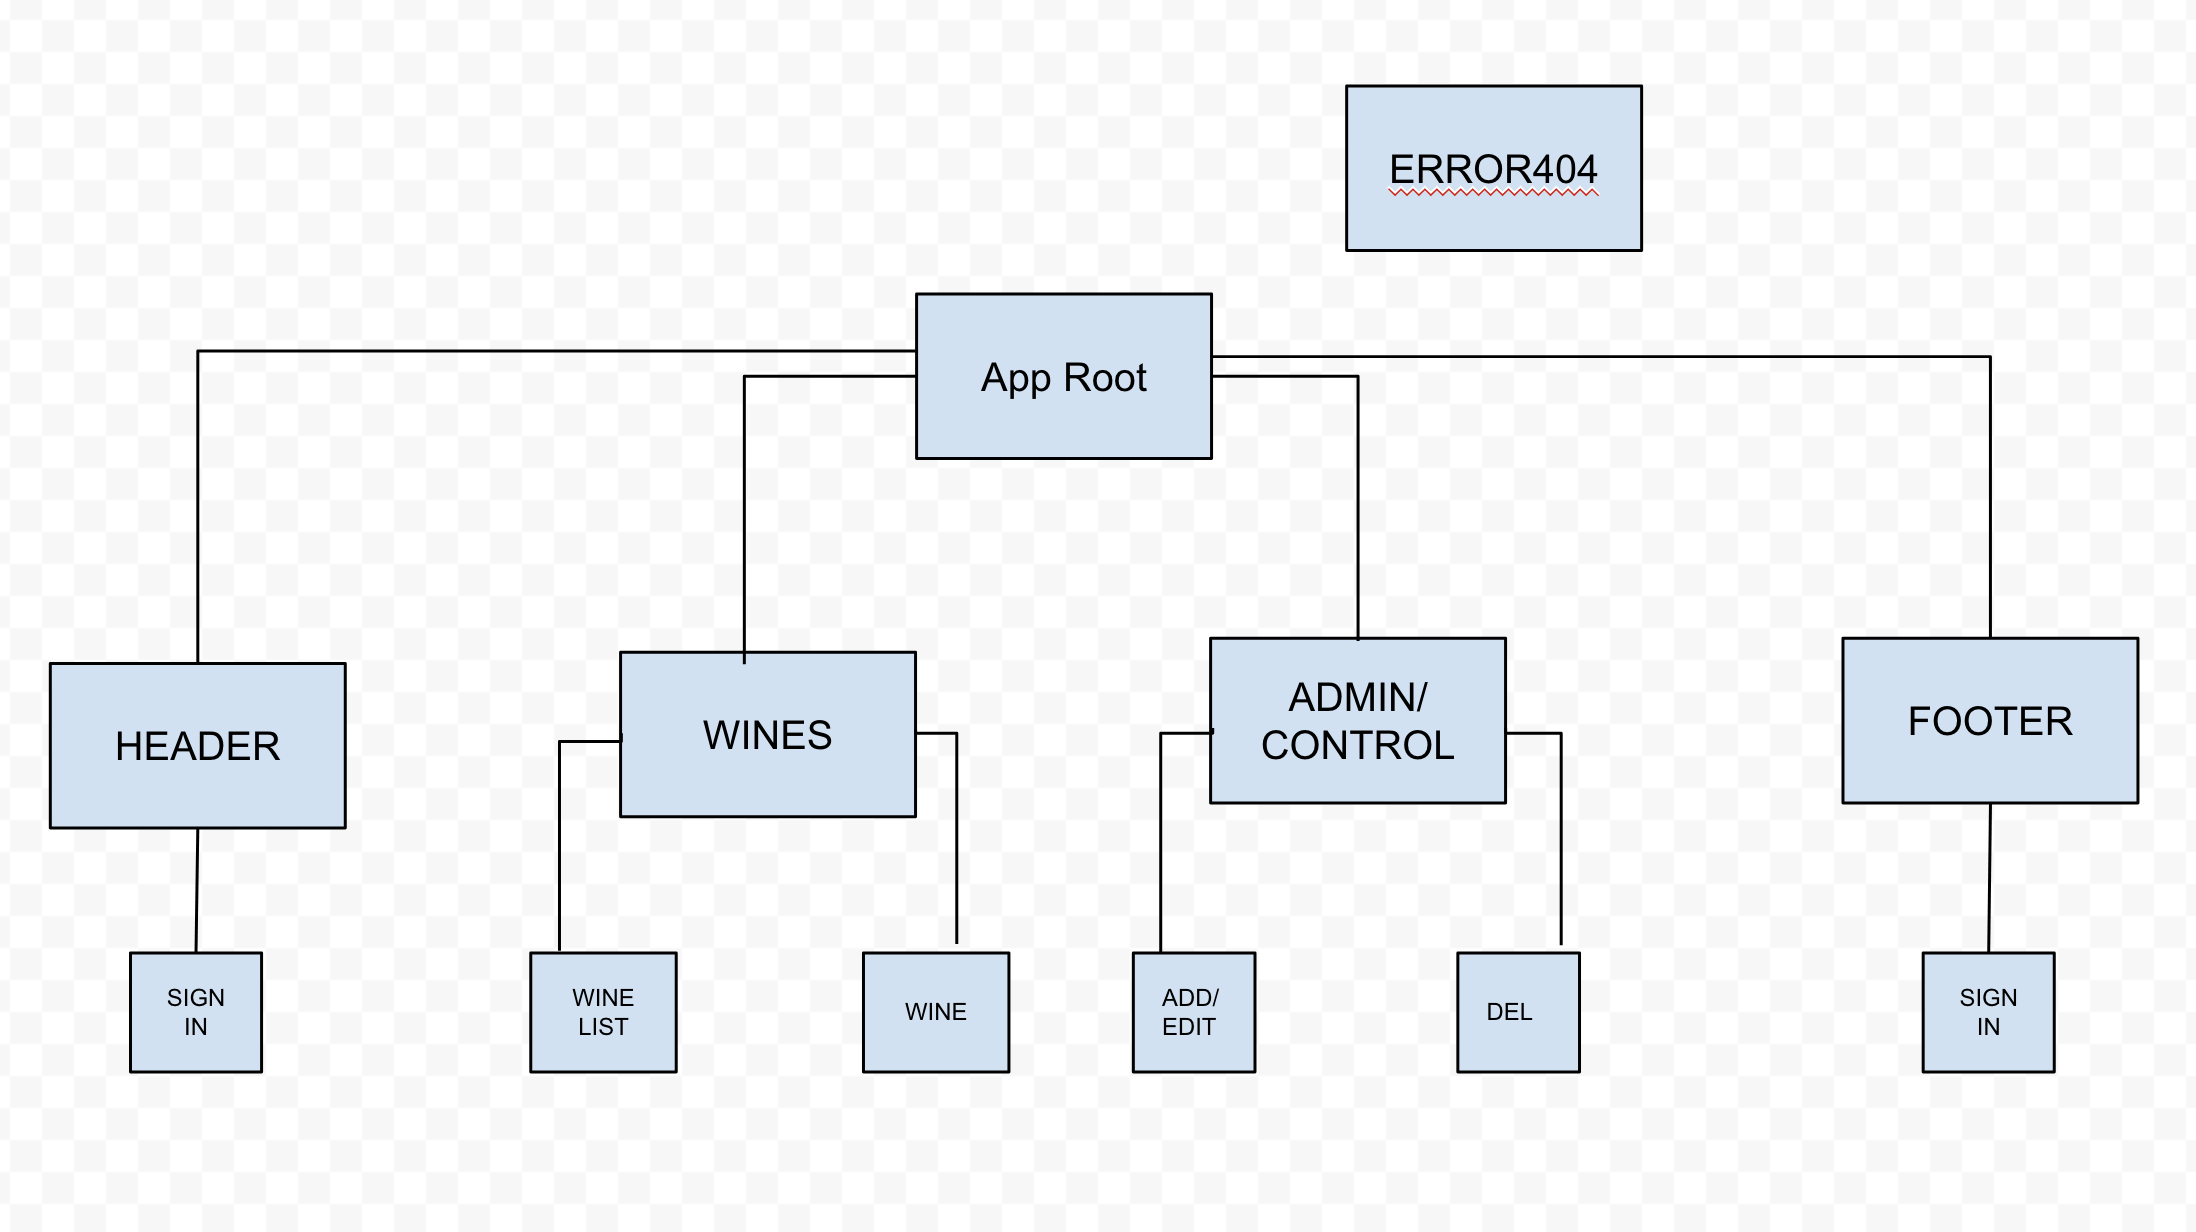 ERROR404
App Root
HEADER
WINES
ADMIN/
CONTROL
FOOTER
SIGN
IN
WINE
LIST
WINE
ADD/
EDIT
DEL
SIGN
IN